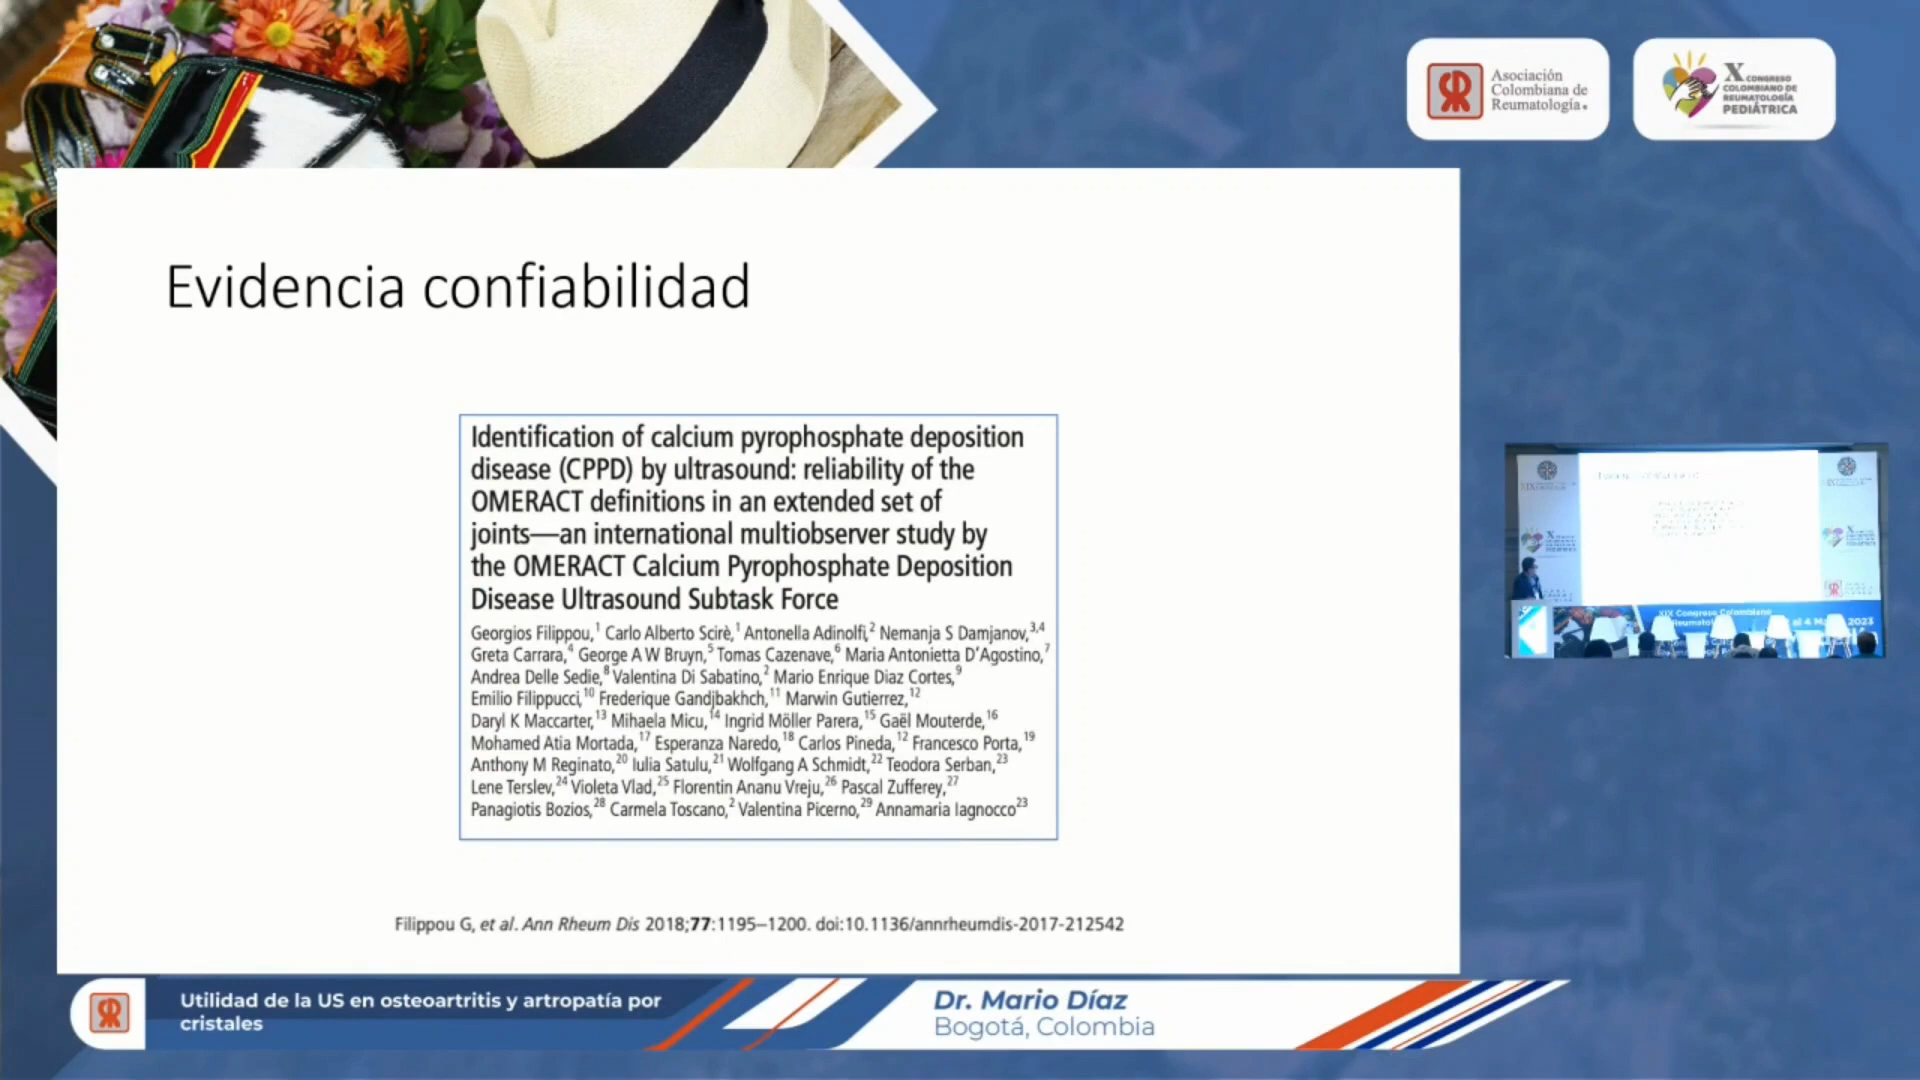 Asociación
Colombiana de
Reumatología.
X CONGRESO
COLOMBIANO DE
REUMATOLOGÍA
PEDIÁTRICA
Evidencia confiabilidad
Identification of calcium pyrophosphate deposition
disease (CPPD) by ultrasound: reliability of the
OMERACT definitions in an extended set of
joints—an international multiobserver study by
the OMERACT Calcium Pyrophosphate Deposition
Disease Ultrasound Subtask Force
Georgios Filippou,¹ Carlo Alberto Scirè,¹ Antonella Adinolfi,² Nemanja S Damjanov,³,⁴
Greta Carrara,⁴ George A W Bruyn,⁵ Tomas Cazenave,⁶ Maria Antonietta D’Agostino,⁷
Andrea Delle Sedie,⁸ Valentina Di Sabatino,² Mario Enrique Diaz Cortes,⁹
Emilio Filippucci,¹⁰ Frederique Gandjbakhch,¹¹ Marwin Gutierrez,¹²
Daryl K Maccarter,¹³ Mihaela Micu,¹⁴ Ingrid Möller Parera,¹⁵ Gaël Mouterde,¹⁶
Mohamed Atia Mortada,¹⁷ Esperanza Naredo,¹⁸ Carlos Pineda,¹² Francesco Porta,¹⁹
Anthony M Reginato,²⁰ Iulia Satulu,²¹ Wolfgang A Schmidt,²² Teodora Serban,²³
Lene Terslev,²⁴ Violeta Vlad,²⁵ Florentin Ananu Vreju,²⁶ Pascal Zufferey,²⁷
Panagiotis Bozios,²⁸ Carmela Toscano,² Valentina Picerno,²⁹ Annamaria Iagnocco²³
Filippou G, et al. Ann Rheum Dis 2018;77:1195–1200. doi:10.1136/annrheumdis-2017-212542
XIX Congreso Colombiano
al 4 M
2023
Utilidad de la US en osteoartritis y artropatía por
cristales
Dr. Mario Díaz
Bogotá, Colombia